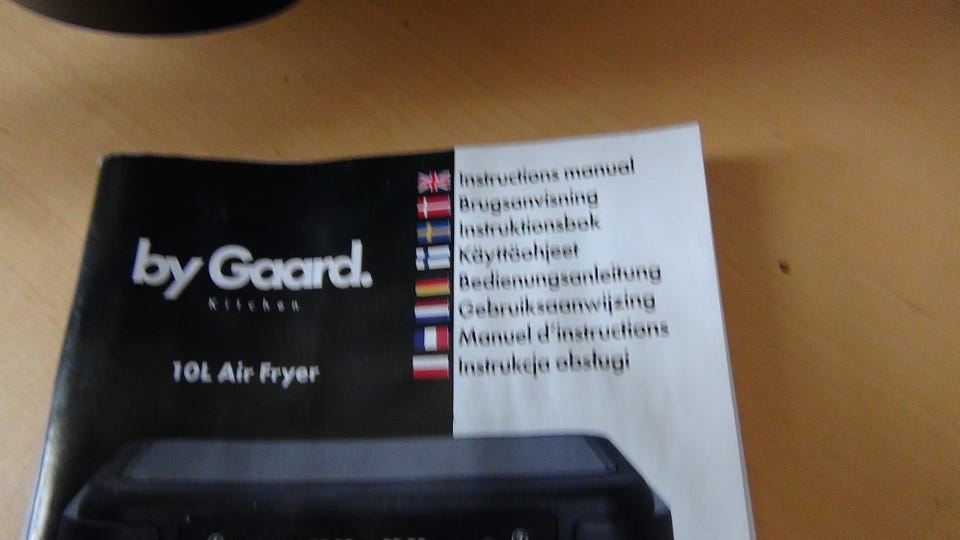 by Gaard.
Kitchen
10L Air Fryer
Instructions manual
Brugsanvisning
Instruktionsbok
Käyttöohjeet
Bedienungsanleitung
Gebruiksaanwijzing
Manuel d'instructions
Instrukcja obsługi